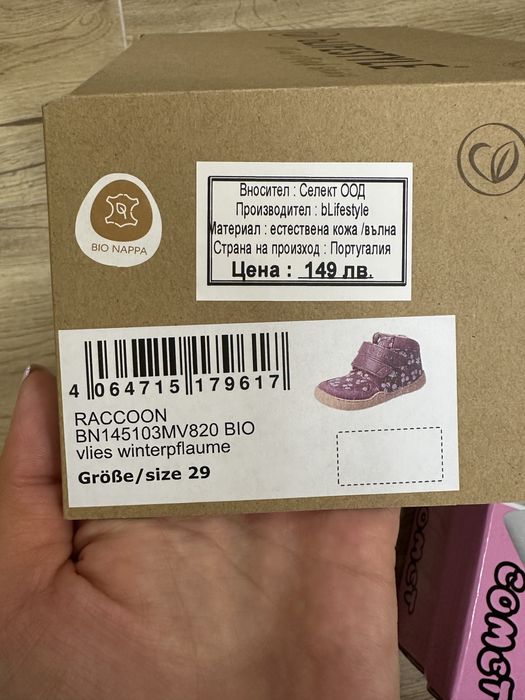 BIO NAPPA
Вносител : Селект ООД
Производител : bLifestyle
Материал : естествена кожа /вълна
Страна на произход : Португалия
Цена : 149 лв.
4 064715 179617
RACCOON
BN145103MV820 BIO
vlies winterpflaume
Größe/size 29
COMET